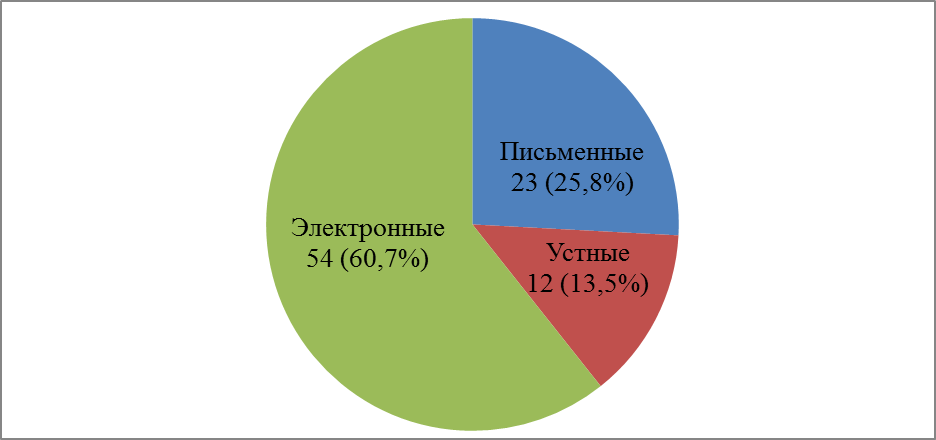 Письменные
23 (25,8%)
Электронные
54 (60,7%)
Устные
12 (13,5%)